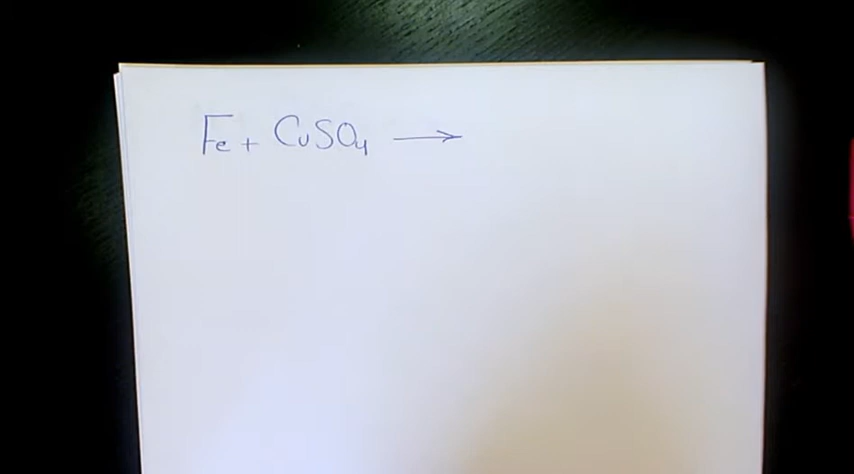 Fe + CuSO₄ ⟶